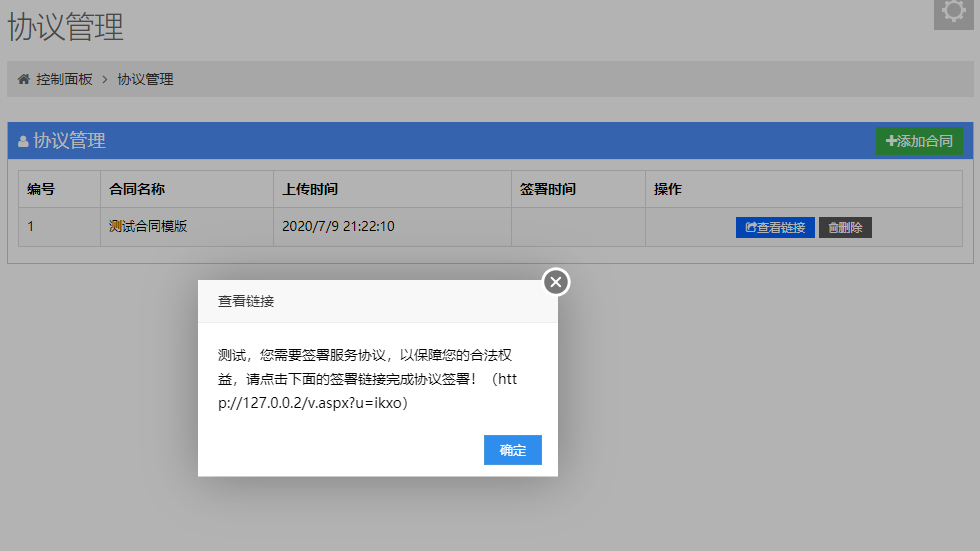 协议管理
控制面板 > 协议管理
协议管理 添加合同
编号 合同名称 上传时间 签署时间 操作
1 测试合同模版 2020/7/9 21:22:10 查看链接 删除
查看链接
测试，您需要签署服务协议，以保障您的合法权
益，请点击下面的签署链接完成协议签署！（htt
p://127.0.0.2/v.aspx?u=ikxo）
确定